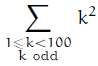 ∑ k²
1≤k<100
k odd